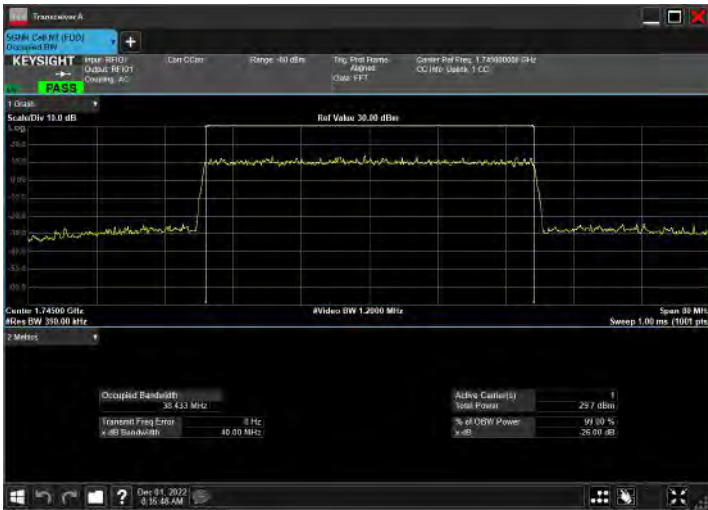 Transceiver A
5GNR Cell NT (FDD)
Occupied BW
+
KEYSIGHT
Input: RFIO1
Output: RFIO1
Coupling: AC
Corr CCorr
Range: -60 dBm
Trig: Prot Frame
Aligned
Gate: FFT
Carrier Ref Freq: 1.745000000 GHz
CC Info: Uplink, 1 CC
PASS
1 Graph
Scale/Div 10.0 dB
Ref Value 30.00 dBm
Log
Center 1.74500 GHz
#Video BW 1.2000 MHz
Span 80 MHz
#Res BW 390.00 kHz
Sweep 1.00 ms (1001 pts
2 Metrics
Occupied Bandwidth
38.433 MHz
Transmit Freq Error 0 Hz
x dB Bandwidth 40.00 MHz
Active Carrier(s) 1
Total Power 29.7 dBm
% of OBW Power 99.00 %
x dB -26.00 dB
?
Dec 01, 2022
8:35:48 AM